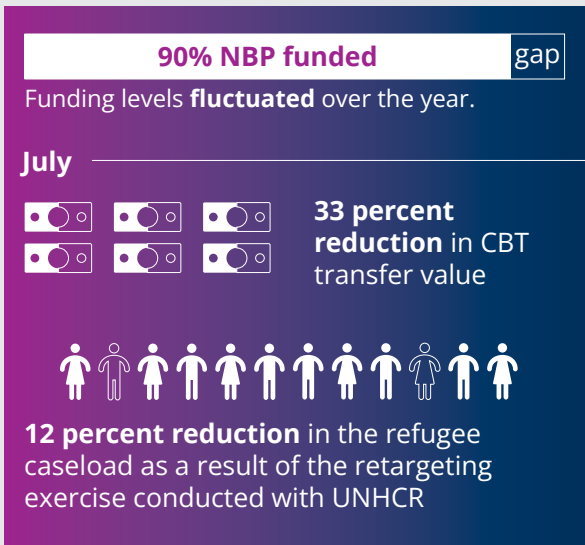 90% NBP funded
gap
Funding levels fluctuated over the year.
July
33 percent
reduction in CBT
transfer value
12 percent reduction in the refugee
caseload as a result of the retargeting
exercise conducted with UNHCR